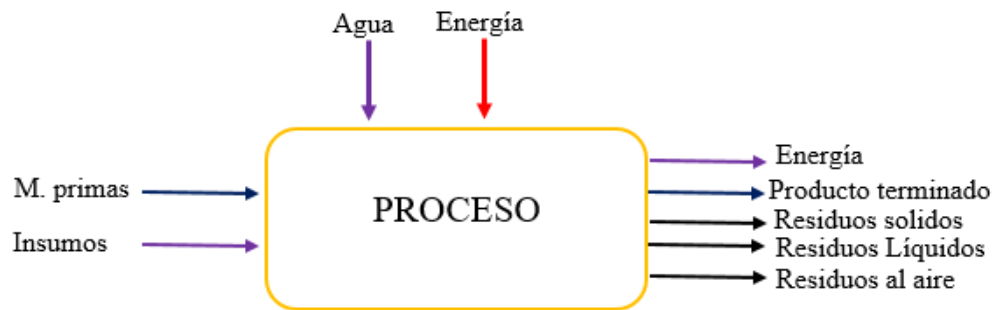 Agua
Energía
M. primas
Insumos
PROCESO
Energía
Producto terminado
Residuos solidos
Residuos Líquidos
Residuos al aire